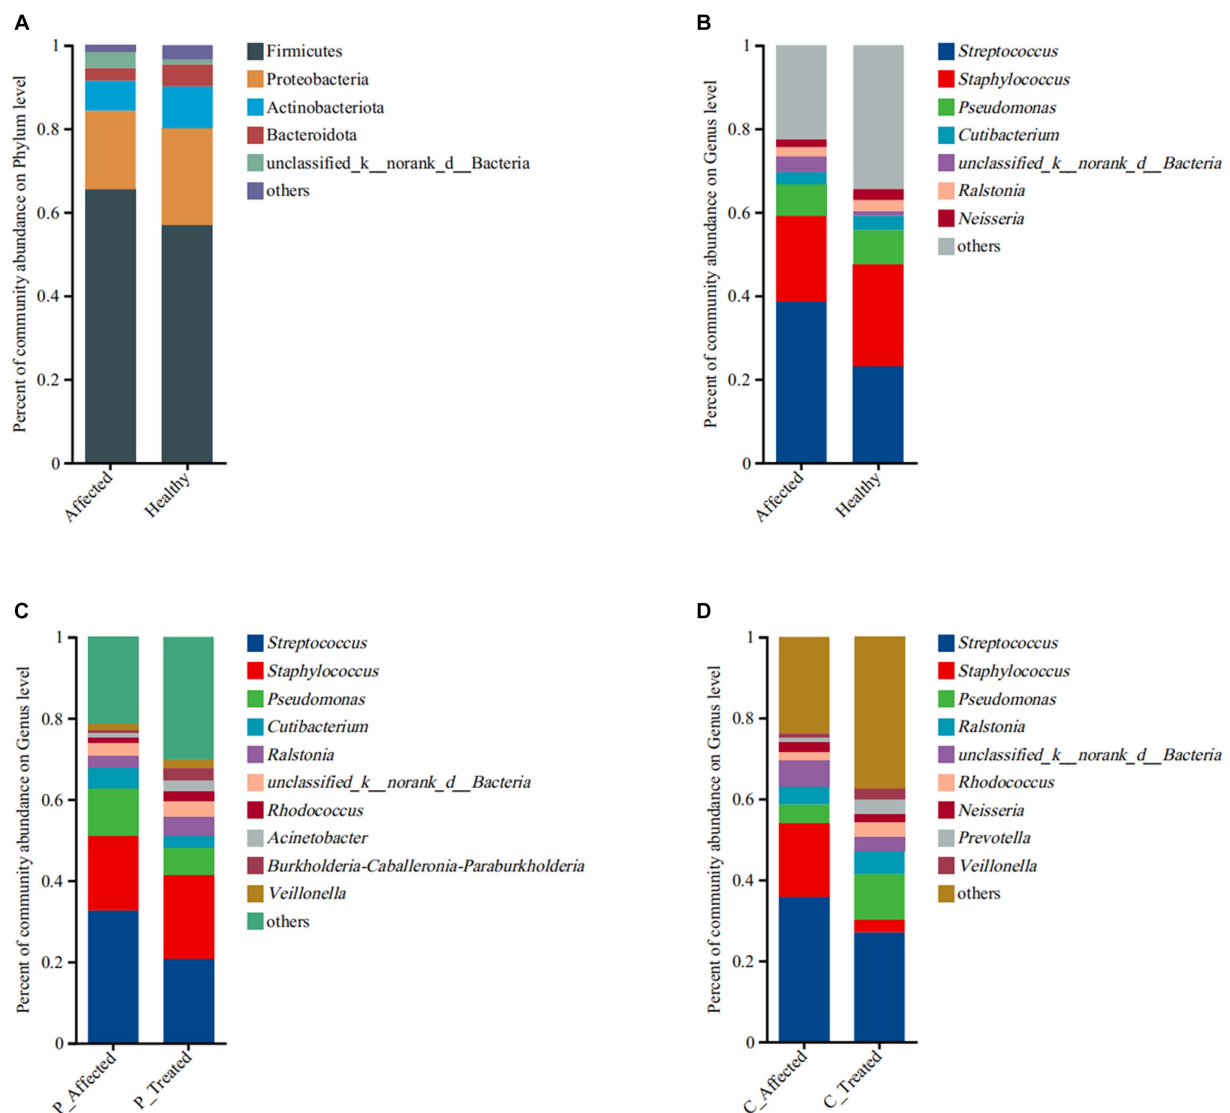 A
Percent of community abundance on Phylum level
1
0.8
0.6
0.4
0.2
0
Affected
Healthy
Firmicutes
Proteobacteria
Actinobacteriota
Bacteroidota
unclassified_k__norank_d__Bacteria
others
B
Percent of community abundance on Genus level
1
0.8
0.6
0.4
0.2
0
Affected
Healthy
Streptococcus
Staphylococcus
Pseudomonas
Cutibacterium
unclassified_k__norank_d__Bacteria
Ralstonia
Neisseria
others
C
Percent of community abundance on Genus level
1
0.8
0.6
0.4
0.2
0
P_Affected
P_Treated
Streptococcus
Staphylococcus
Pseudomonas
Cutibacterium
Ralstonia
unclassified_k__norank_d__Bacteria
Rhodococcus
Acinetobacter
Burkholderia-Caballeronia-Paraburkholderia
Veillonella
others
D
Percent of community abundance on Genus level
1
0.8
0.6
0.4
0.2
0
C_Affected
C_Treated
Streptococcus
Staphylococcus
Pseudomonas
Ralstonia
unclassified_k__norank_d__Bacteria
Rhodococcus
Neisseria
Prevotella
Veillonella
others